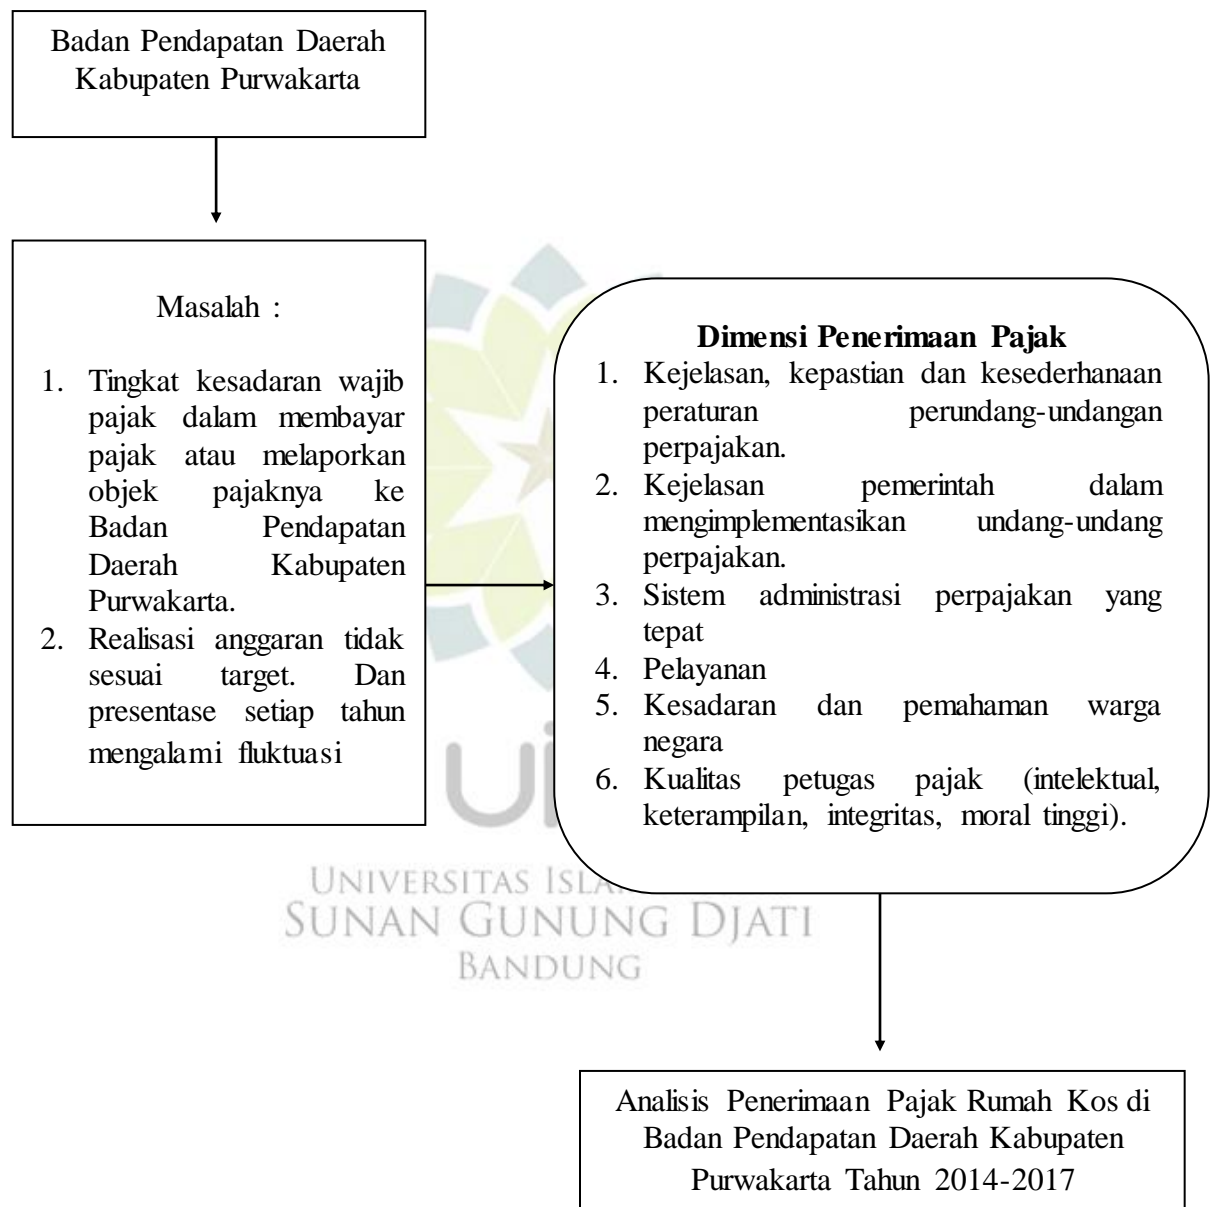 Badan Pendapatan Daerah
Kabupaten Purwakarta
Masalah :
1. Tingkat kesadaran wajib
pajak dalam membayar
pajak atau melaporkan
objek pajaknya ke
Badan Pendapatan
Daerah Kabupaten
Purwakarta.
2. Realisasi anggaran tidak
sesuai target. Dan
presentase setiap tahun
mengalami fluktuasi
Dimensi Penerimaan Pajak
1. Kejelasan, kepastian dan kesederhanaan
peraturan perundang-undangan
perpajakan.
2. Kejelasan pemerintah dalam
mengimplementasikan undang-undang
perpajakan.
3. Sistem administrasi perpajakan yang
tepat
4. Pelayanan
5. Kesadaran dan pemahaman warga
negara
6. Kualitas petugas pajak (intelektual,
keterampilan, integritas, moral tinggi).
UNIVERSITAS
SUNAN GUNUNG DJATI
BANDUNG
Analisis Penerimaan Pajak Rumah Kos di
Badan Pendapatan Daerah Kabupaten
Purwakarta Tahun 2014-2017